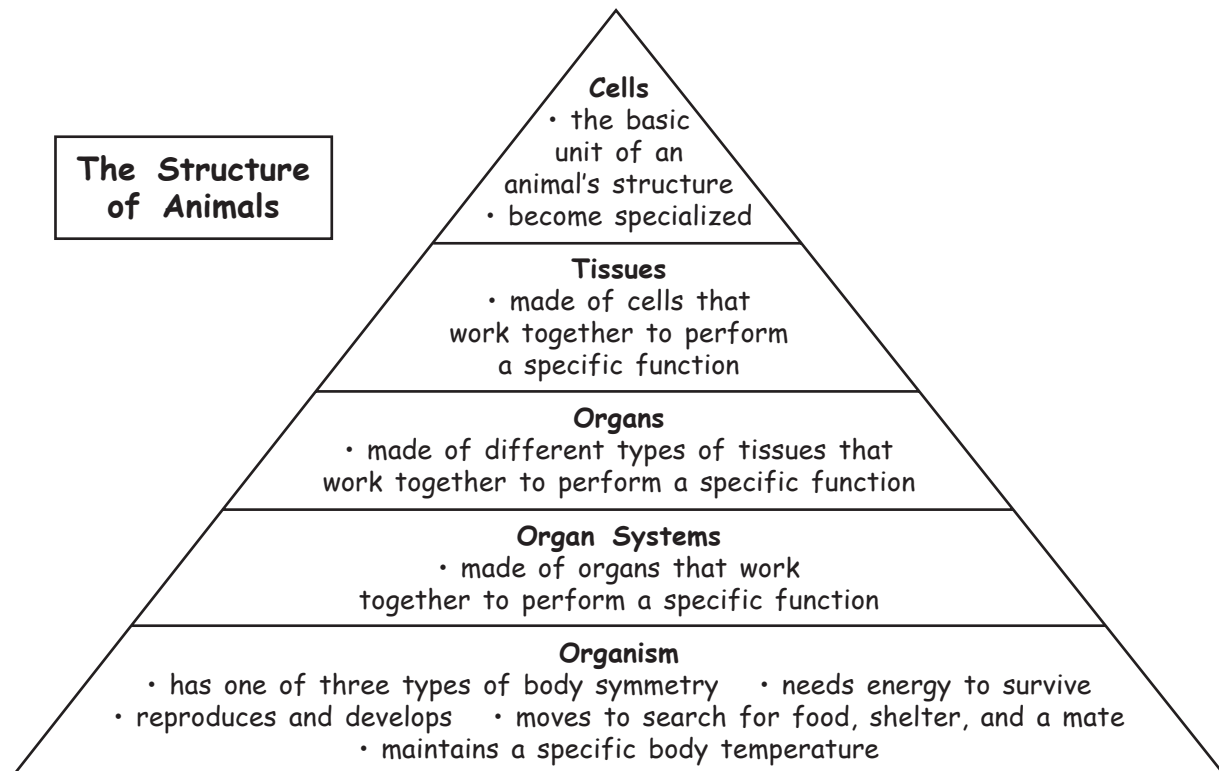 The Structure
of Animals
Cells
• the basic
unit of an
animal's structure
• become specialized
Tissues
• made of cells that
work together to perform
a specific function
Organs
• made of different types of tissues that
work together to perform a specific function
Organ Systems
• made of organs that work
together to perform a specific function
Organism
• has one of three types of body symmetry • needs energy to survive
• reproduces and develops • moves to search for food, shelter, and a mate
• maintains a specific body temperature